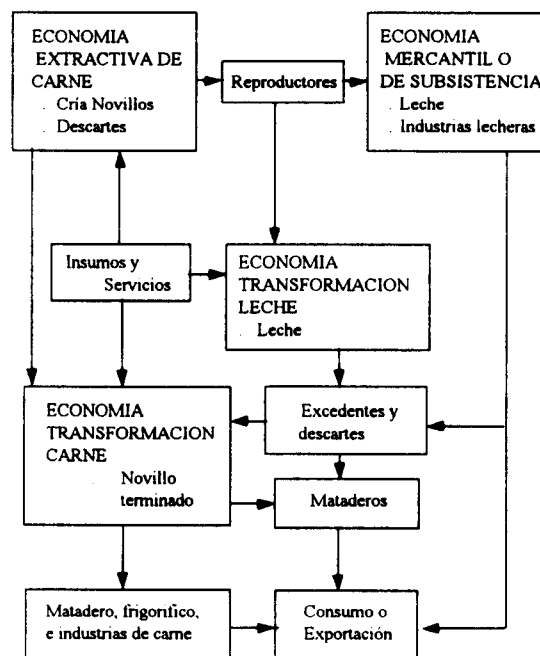 ECONOMIA
EXTRACTIVA DE
CARNE
. Cría Novillos
. Descartes
Reproductores
ECONOMIA
MERCANTIL O
DE SUBSISTENCIA
. Leche
. Industrias lecheras
Insumos y
Servicios
ECONOMIA
TRANSFORMACION
LECHE
. Leche
ECONOMIA
TRANSFORMACION
CARNE
. Novillo
terminado
Excedentes y
descartes
Mataderos
Matadero, frigorifico,
e industrias de carne
Consumo o
Exportación